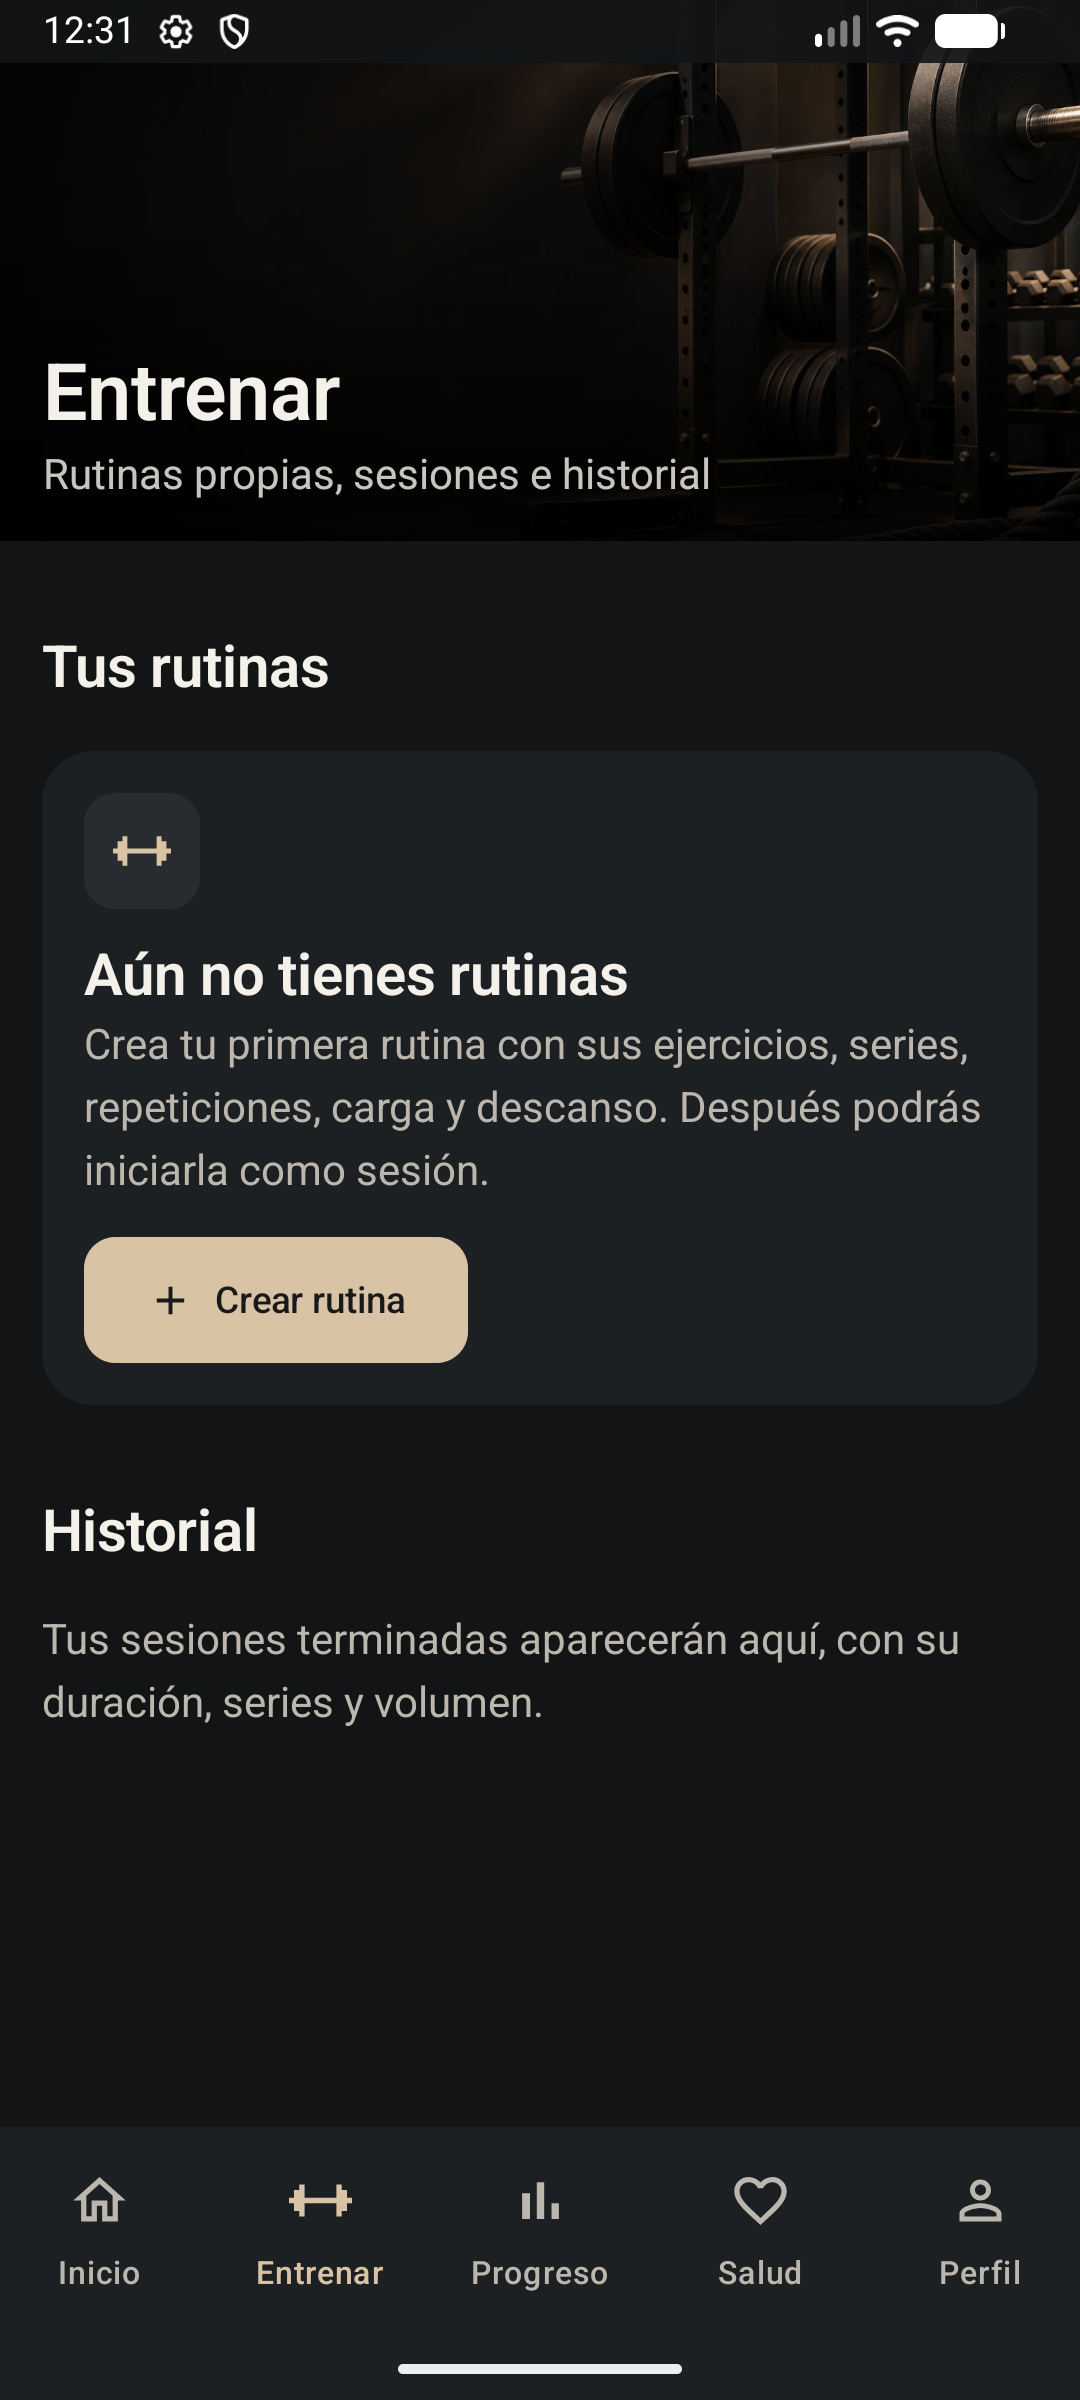 12:31
Entrenar
Rutinas propias, sesiones e historial
Tus rutinas
Aún no tienes rutinas
Crea tu primera rutina con sus ejercicios, series,
repeticiones, carga y descanso. Después podrás
iniciarla como sesión.
Crear rutina
Historial
Tus sesiones terminadas aparecerán aquí, con su
duración, series y volumen.
Inicio
Entrenar
Progreso
Salud
Perfil